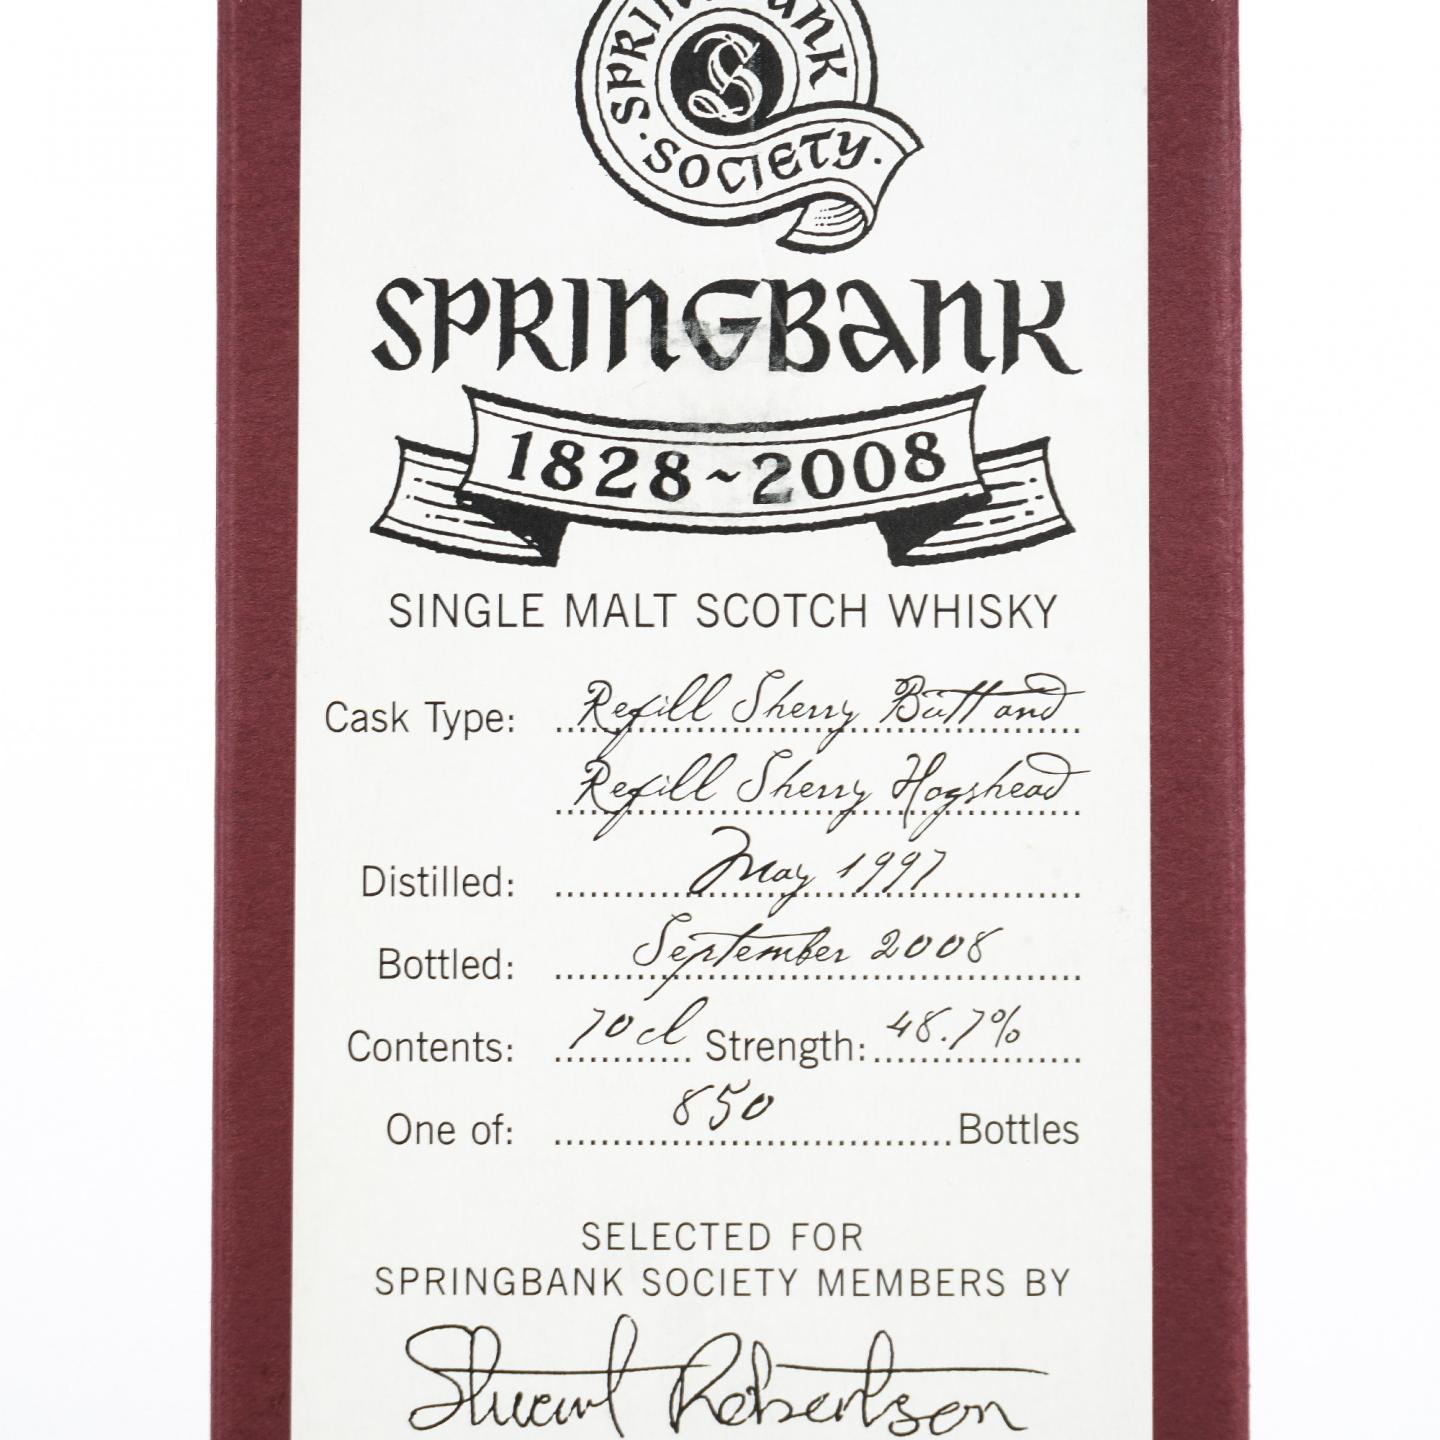 SPRINGBANK
·SOCIETY·
S
SPRINGBANK
1828~2008
SINGLE MALT SCOTCH WHISKY
Cask Type: Refill Sherry Butt and
Refill Sherry Hogshead
Distilled: May 1997
Bottled: September 2008
Contents: 70cl Strength: 48.7%
One of: 850 Bottles
SELECTED FOR
SPRINGBANK SOCIETY MEMBERS BY
Stuart Robertson